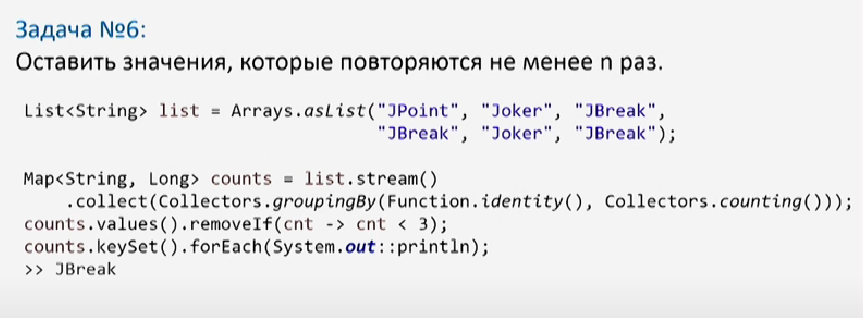 Задача №6:
Оставить значения, которые повторяются не менее n раз.
List<String> list = Arrays.asList("JPoint", "Joker", "JBreak",
"JBreak", "Joker", "JBreak");
Map<String, Long> counts = list.stream()
.collect(Collectors.groupingBy(Function.identity(), Collectors.counting()));
counts.values().removeIf(cnt -> cnt < 3);
counts.keySet().forEach(System.out::println);
>> JBreak